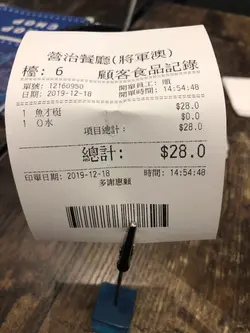 營治餐廳(將軍澳)
檯: 6 顧客食品記錄
單號: 12160950 開單員工: 順
日期: 2019-12-18 開單時間: 14:54:48
1 魚才梃 $28.0
1 O水 $0.0
項目總計: $28.0
總計: $28.0
印單日期: 2019-12-18 時間: 14:54:48
多謝惠顧